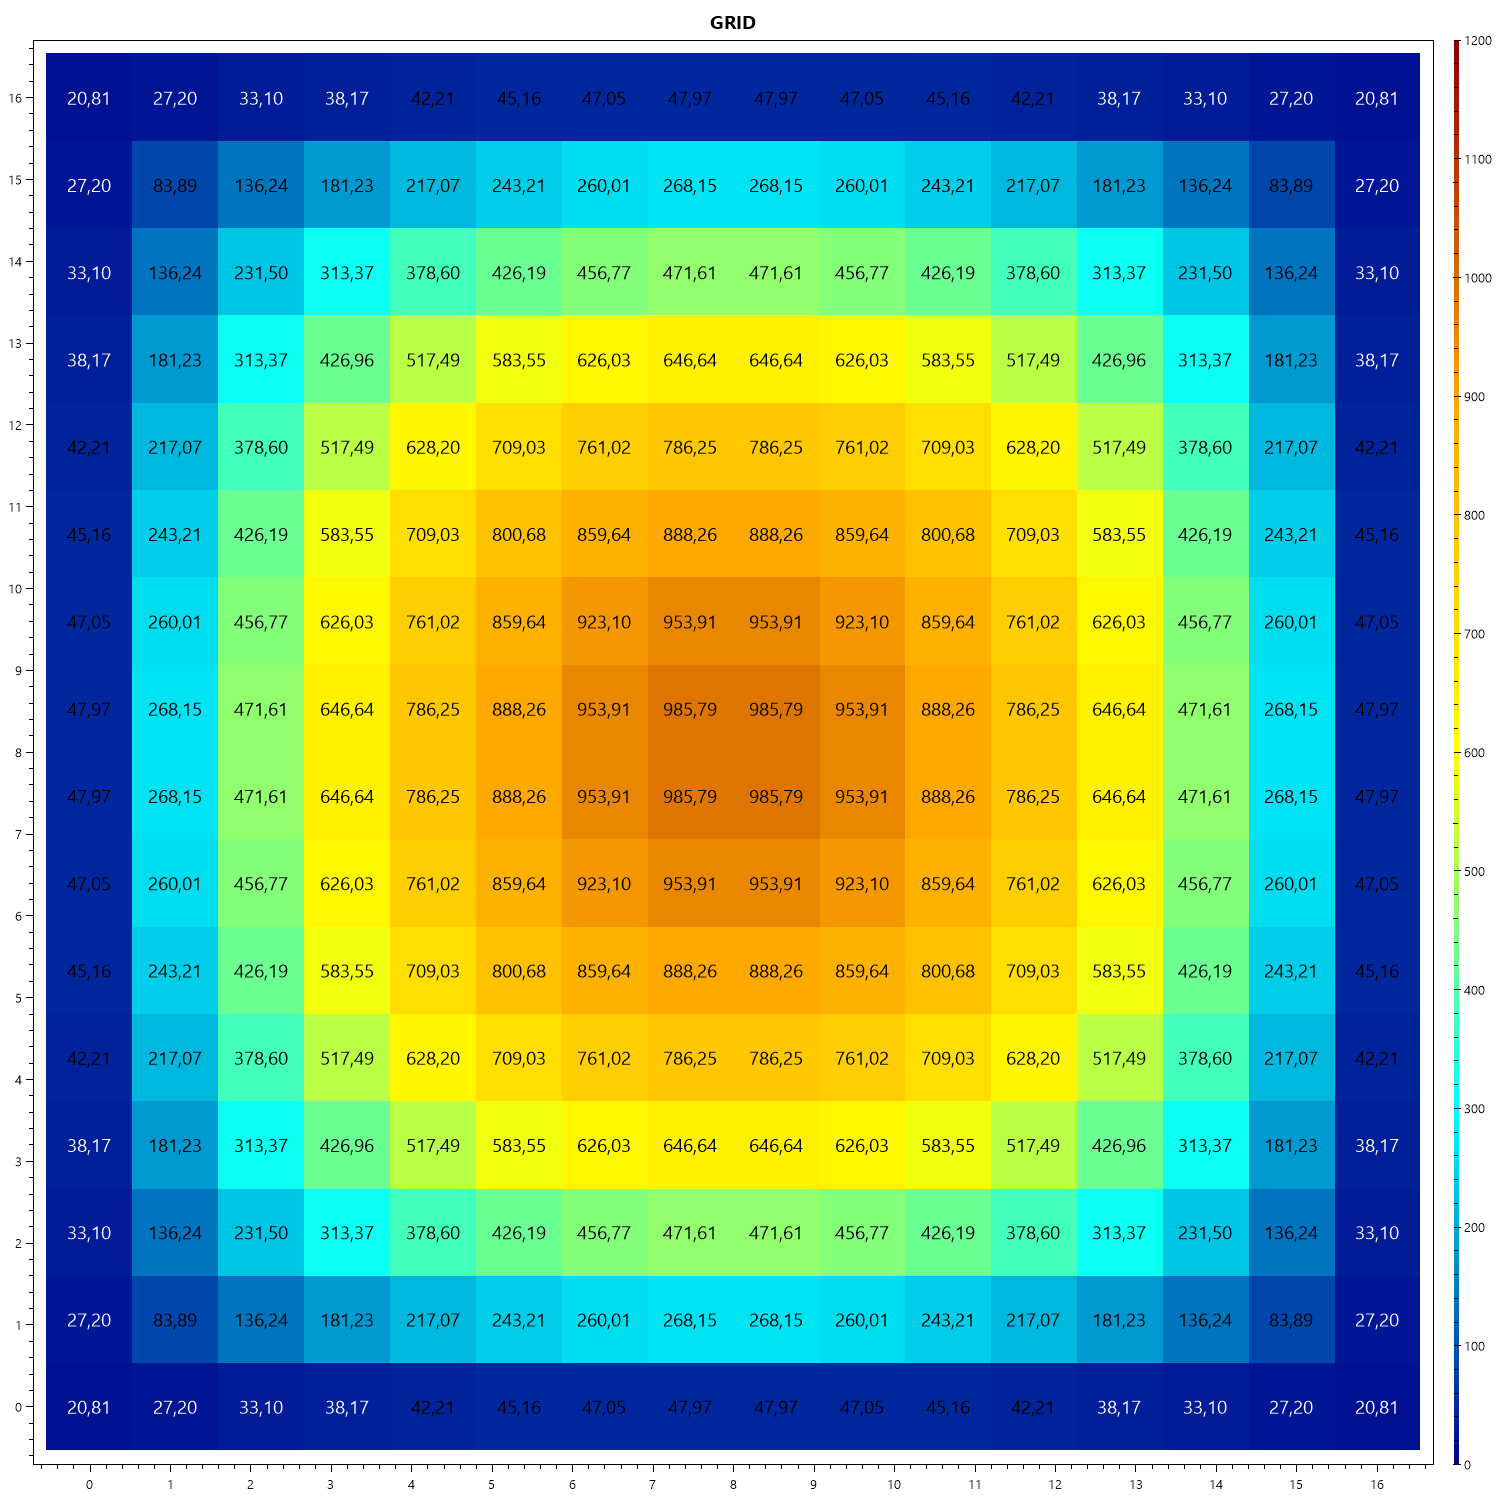 GRID
1200
16 20,81 27,20 33,10 38,17 42,21 45,16 47,05 47,97 47,97 47,05 45,16 42,21 38,17 33,10 27,20 20,81
1100
15 27,20 83,89 136,24 181,23 217,07 243,21 260,01 268,15 268,15 260,01 243,21 217,07 181,23 136,24 83,89 27,20
14 33,10 136,24 231,50 313,37 378,60 426,19 456,77 471,61 471,61 456,77 426,19 378,60 313,37 231,50 136,24 33,10
1000
13 38,17 181,23 313,37 426,96 517,49 583,55 626,03 646,64 646,64 626,03 583,55 517,49 426,96 313,37 181,23 38,17
900
12 42,21 217,07 378,60 517,49 628,20 709,03 761,02 786,25 786,25 761,02 709,03 628,20 517,49 378,60 217,07 42,21
11
800
45,16 243,21 426,19 583,55 709,03 800,68 859,64 888,26 888,26 859,64 800,68 709,03 583,55 426,19 243,21 45,16
10
47,05 260,01 456,77 626,03 761,02 859,64 923,10 953,91 953,91 923,10 859,64 761,02 626,03 456,77 260,01 47,05
700
9
47,97 268,15 471,61 646,64 786,25 888,26 953,91 985,79 985,79 953,91 888,26 786,25 646,64 471,61 268,15 47,97
8
600
47,97 268,15 471,61 646,64 786,25 888,26 953,91 985,79 985,79 953,91 888,26 786,25 646,64 471,61 268,15 47,97
7
500
47,05 260,01 456,77 626,03 761,02 859,64 923,10 953,91 953,91 923,10 859,64 761,02 626,03 456,77 260,01 47,05
6
45,16 243,21 426,19 583,55 709,03 800,68 859,64 888,26 888,26 859,64 800,68 709,03 583,55 426,19 243,21 45,16
400
5
42,21 217,07 378,60 517,49 628,20 709,03 761,02 786,25 786,25 761,02 709,03 628,20 517,49 378,60 217,07 42,21
4
300
38,17 181,23 313,37 426,96 517,49 583,55 626,03 646,64 646,64 626,03 583,55 517,49 426,96 313,37 181,23 38,17
3
200
33,10 136,24 231,50 313,37 378,60 426,19 456,77 471,61 471,61 456,77 426,19 378,60 313,37 231,50 136,24 33,10
2
27,20 83,89 136,24 181,23 217,07 243,21 260,01 268,15 268,15 260,01 243,21 217,07 181,23 136,24 83,89 27,20
1
100
0 20,81 27,20 33,10 38,17 42,21 45,16 47,05 47,97 47,97 47,05 45,16 42,21 38,17 33,10 27,20 20,81
0
0 1 2 3 4 5 6 7 8 9 10 11 12 13 14 15 16